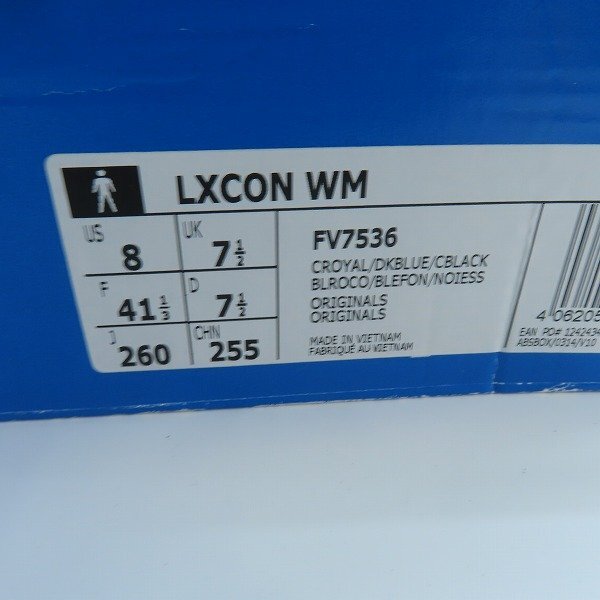 LXCON WM
US 8 UK 7 1/2
F 41 1/3 D 7 1/2
J 260 CHN 255
FV7536
CROYAL/DKBLUE/CBLACK
BLROCO/BLEFON/NOIESS
ORIGINALS
ORIGINALS
MADE IN VIETNAM
FABRIQUÉ AU VIETNAM
4 06205
EAN PO# 1242434
ABSBOX/0314/V10